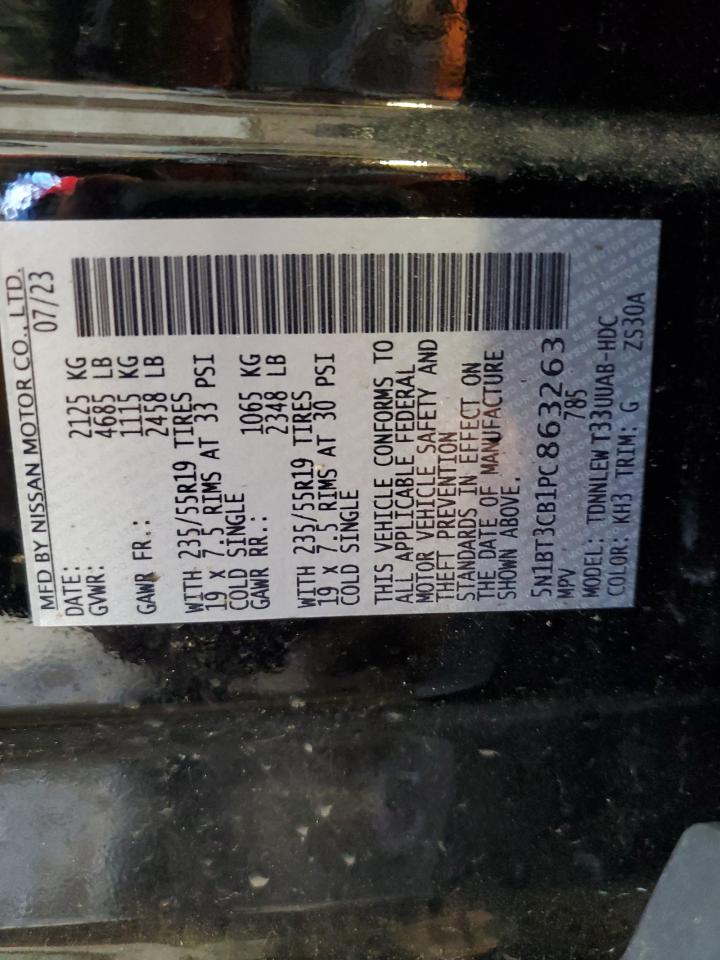 MFD BY NISSAN MOTOR CO., LTD.
DATE: 07/23
GVWR: 2125 KG
4685 LB
GAWR FR.: 1115 KG
2458 LB
WITH 235/55R19 TIRES
19 X 7.5 RIMS AT 33 PSI
COLD SINGLE
GAWR RR.: 1065 KG
2348 LB
WITH 235/55R19 TIRES
19 X 7.5 RIMS AT 30 PSI
COLD SINGLE
THIS VEHICLE CONFORMS TO
ALL APPLICABLE FEDERAL
MOTOR VEHICLE SAFETY AND
THEFT PREVENTION
STANDARDS IN EFFECT ON
THE DATE OF MANUFACTURE
SHOWN ABOVE.
5N1BT3CB1PC863263
MPV 785
MODEL: TDNNLEW T33UUAB-HDC
COLOR: KH3 TRIM: G ZS30A